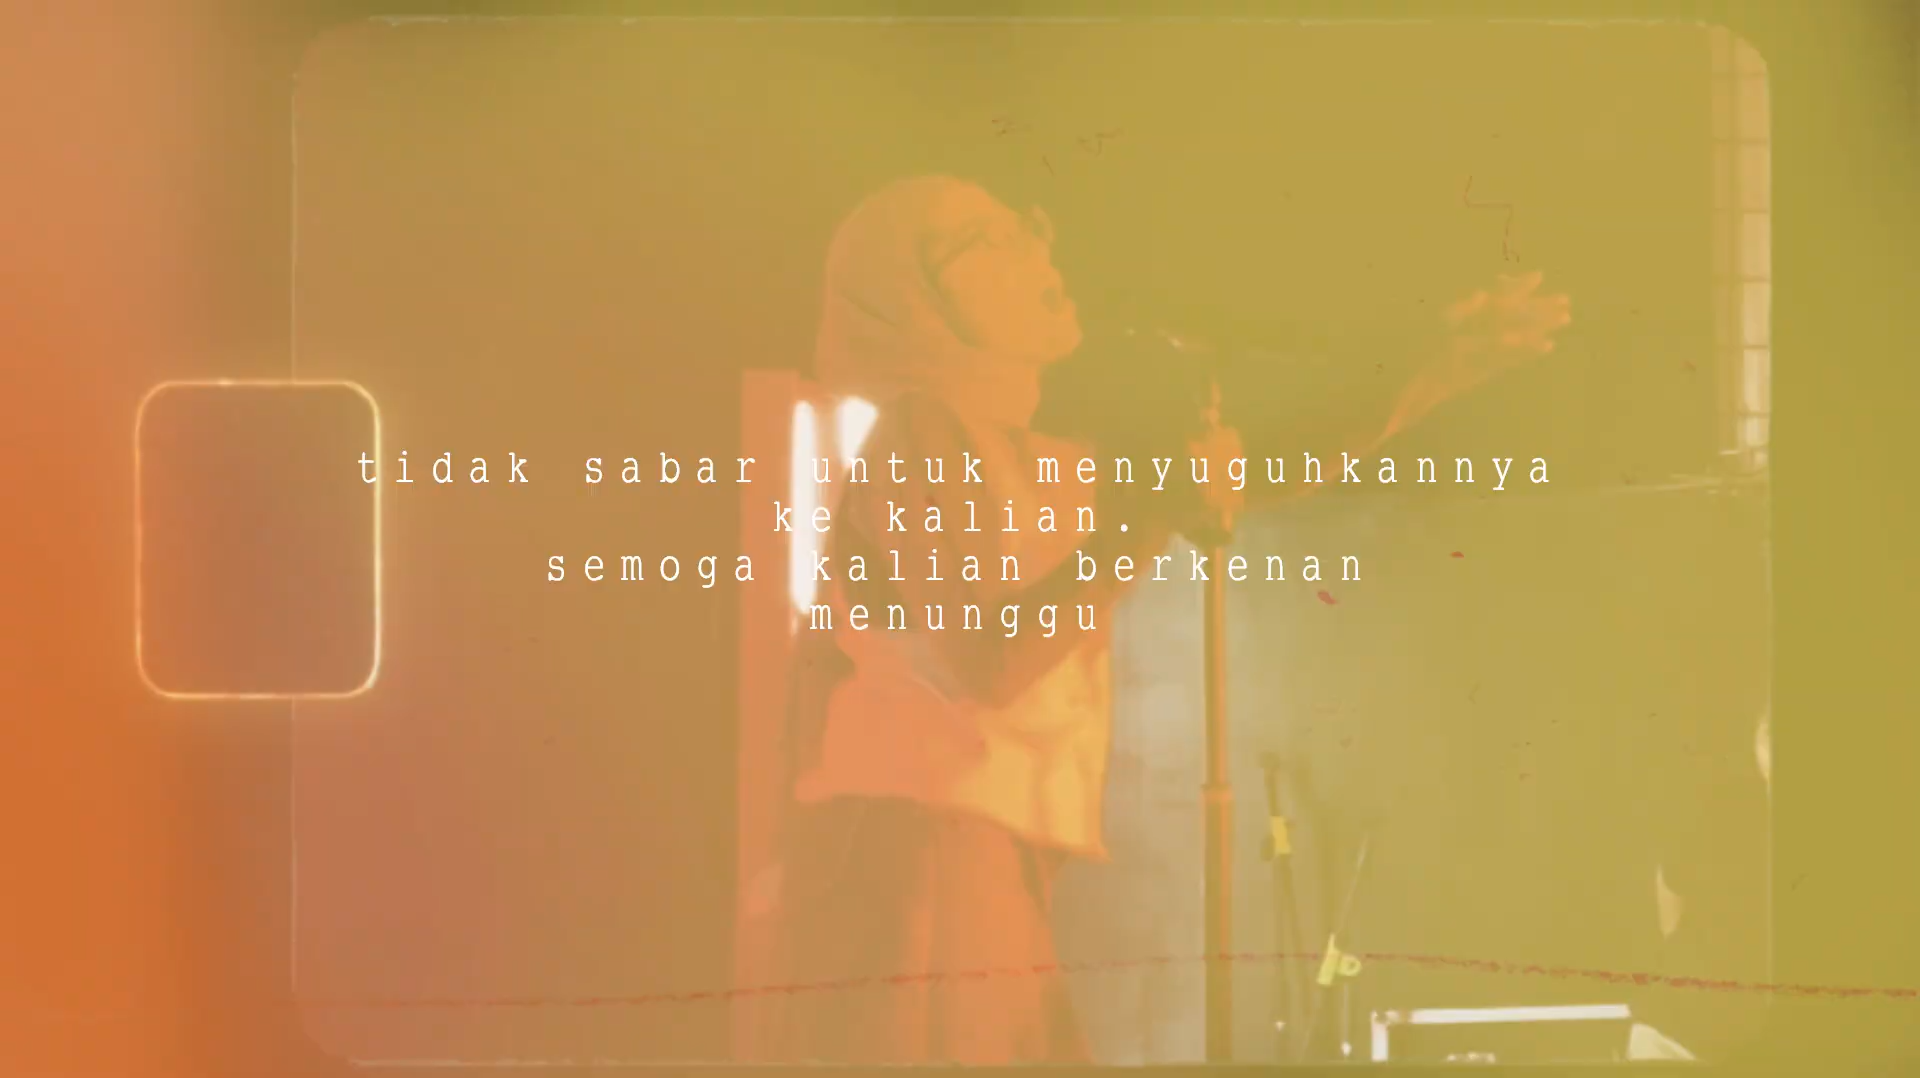 tidak sabar untuk menyuguhkannya
ke kalian.
semoga kalian berkenan
menunggu